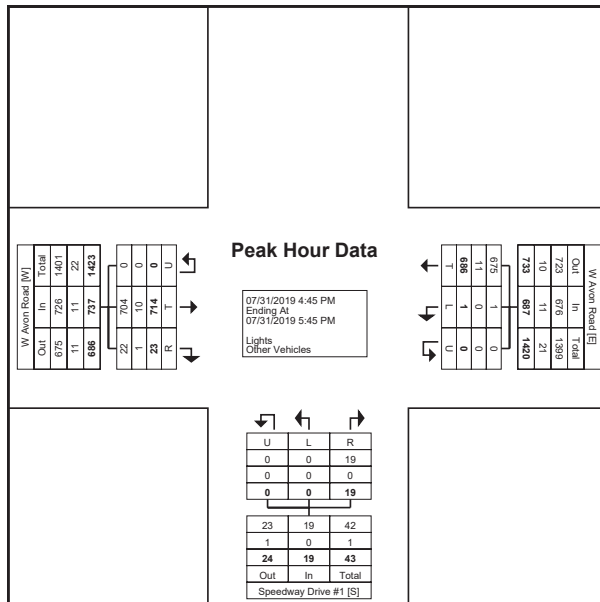 Peak Hour Data
07/31/2019 4:45 PM
Ending At
07/31/2019 5:45 PM
Lights
Other Vehicles
W Avon Road [W]
Total In Out
1401 726 675
22 11 11
1423 737 686
0 704 22
0 10 1
0 714 23
U T R
675 1 0
11 0 0
686 1 0
T L U
W Avon Road [E]
Out In Total
723 676 1399
10 11 21
733 687 1420
U L R
0 0 19
0 0 0
0 0 19
23 19 42
1 0 1
24 19 43
Out In Total
Speedway Drive #1 [S]